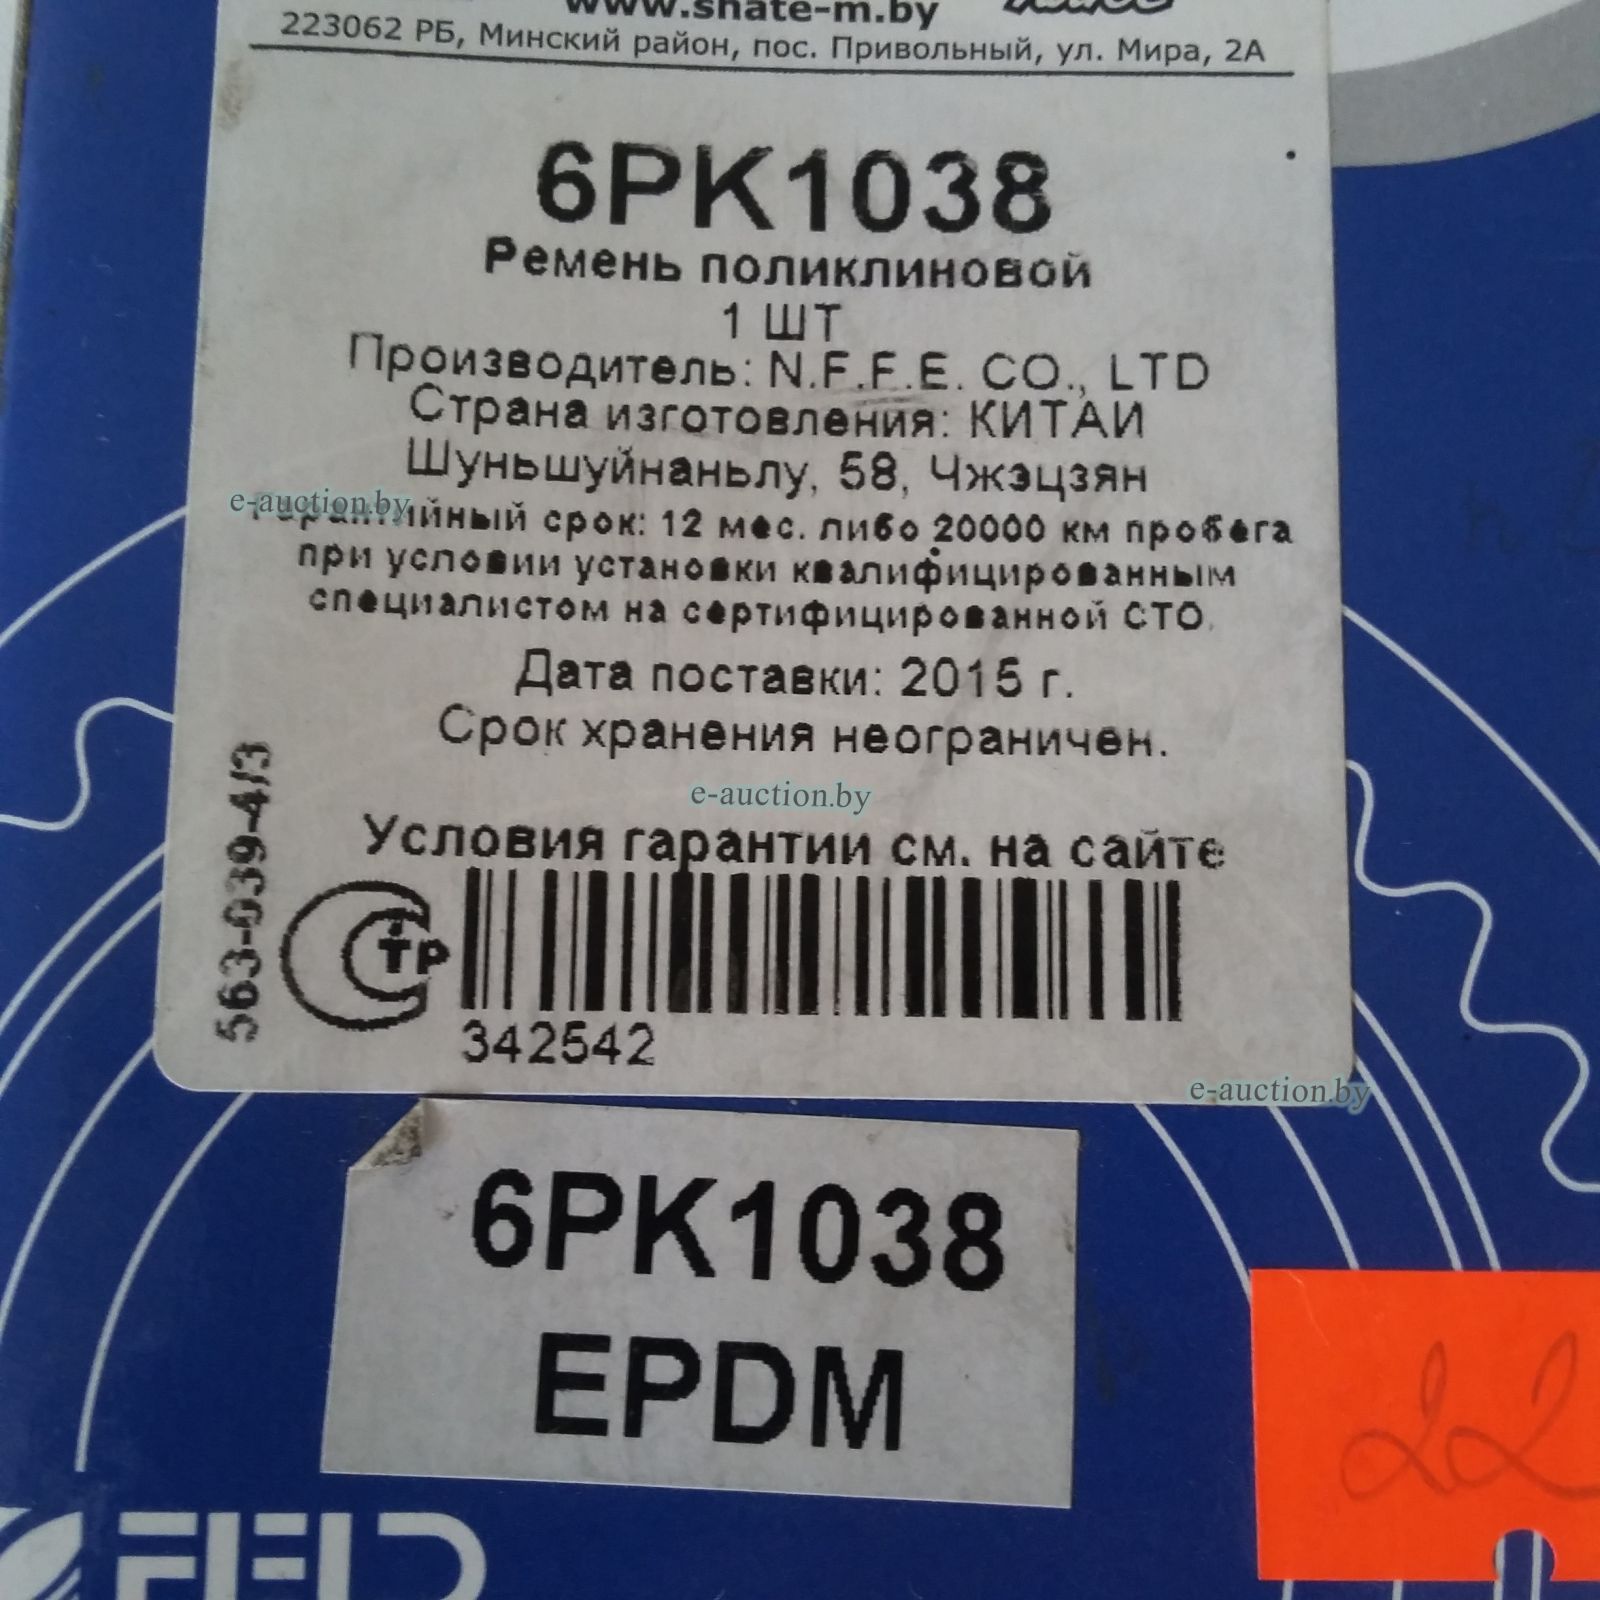 www.shate-m.by
223062 РБ, Минский район, пос. Привольный, ул. Мира, 2А
6PK1038
Ремень поликлиновой
1 ШТ
Производитель: N.F.F.E. CO., LTD
Страна изготовления: КИТАЙ
Шуньшуйнаньлу, 58, Чжэцзян
e-auction.by
Гарантийный срок: 12 мес. либо 20000 км пробега
при условии установки квалифицированным
специалистом на сертифицированной СТО.
Дата поставки: 2015 г.
Срок хранения неограничен.
e-auction.by
Условия гарантии см. на сайте
563-039-4/3
СТР
342542
e-auction.by
6PK1038
EPDM
22